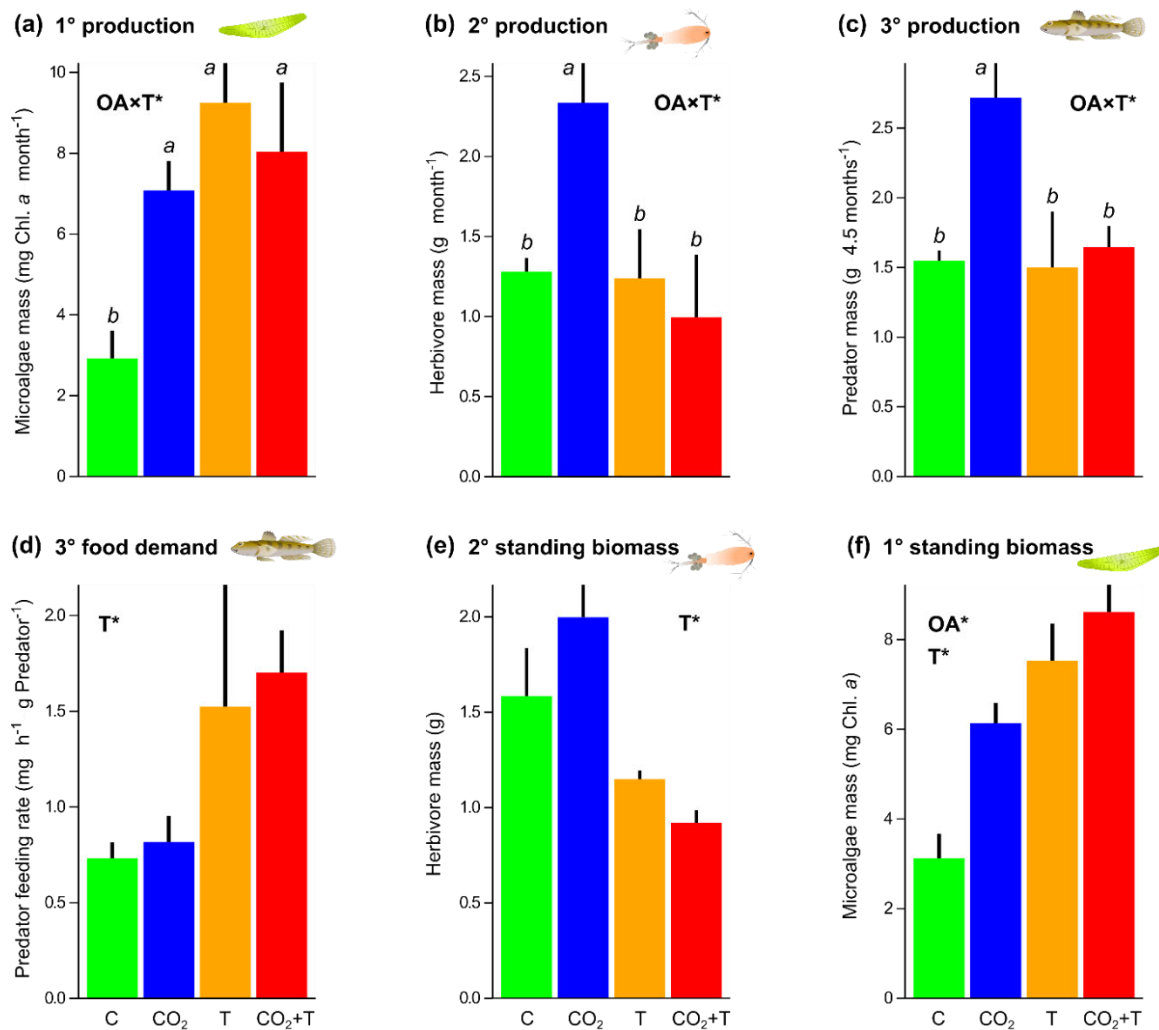 (a) 1° production
Microalgae mass (mg Chl. a month⁻¹)
10
8
6
4
2
0
OA×T*
b
a
a
a
(b) 2° production
Herbivore mass (g month⁻¹)
2.5
2.0
1.5
1.0
0.5
0.0
OA×T*
b
a
b
b
(c) 3° production
Predator mass (g 4.5 months⁻¹)
2.5
2.0
1.5
1.0
0.5
0.0
OA×T*
b
a
b
b
(d) 3° food demand
Predator feeding rate (mg h⁻¹ g Predator⁻¹)
2.0
1.5
1.0
0.5
0.0
T*
C CO₂ T CO₂+T
(e) 2° standing biomass
Herbivore mass (g)
2.0
1.5
1.0
0.5
0.0
T*
C CO₂ T CO₂+T
(f) 1° standing biomass
Microalgae mass (mg Chl. a)
8
6
4
2
0
OA*
T*
C CO₂ T CO₂+T